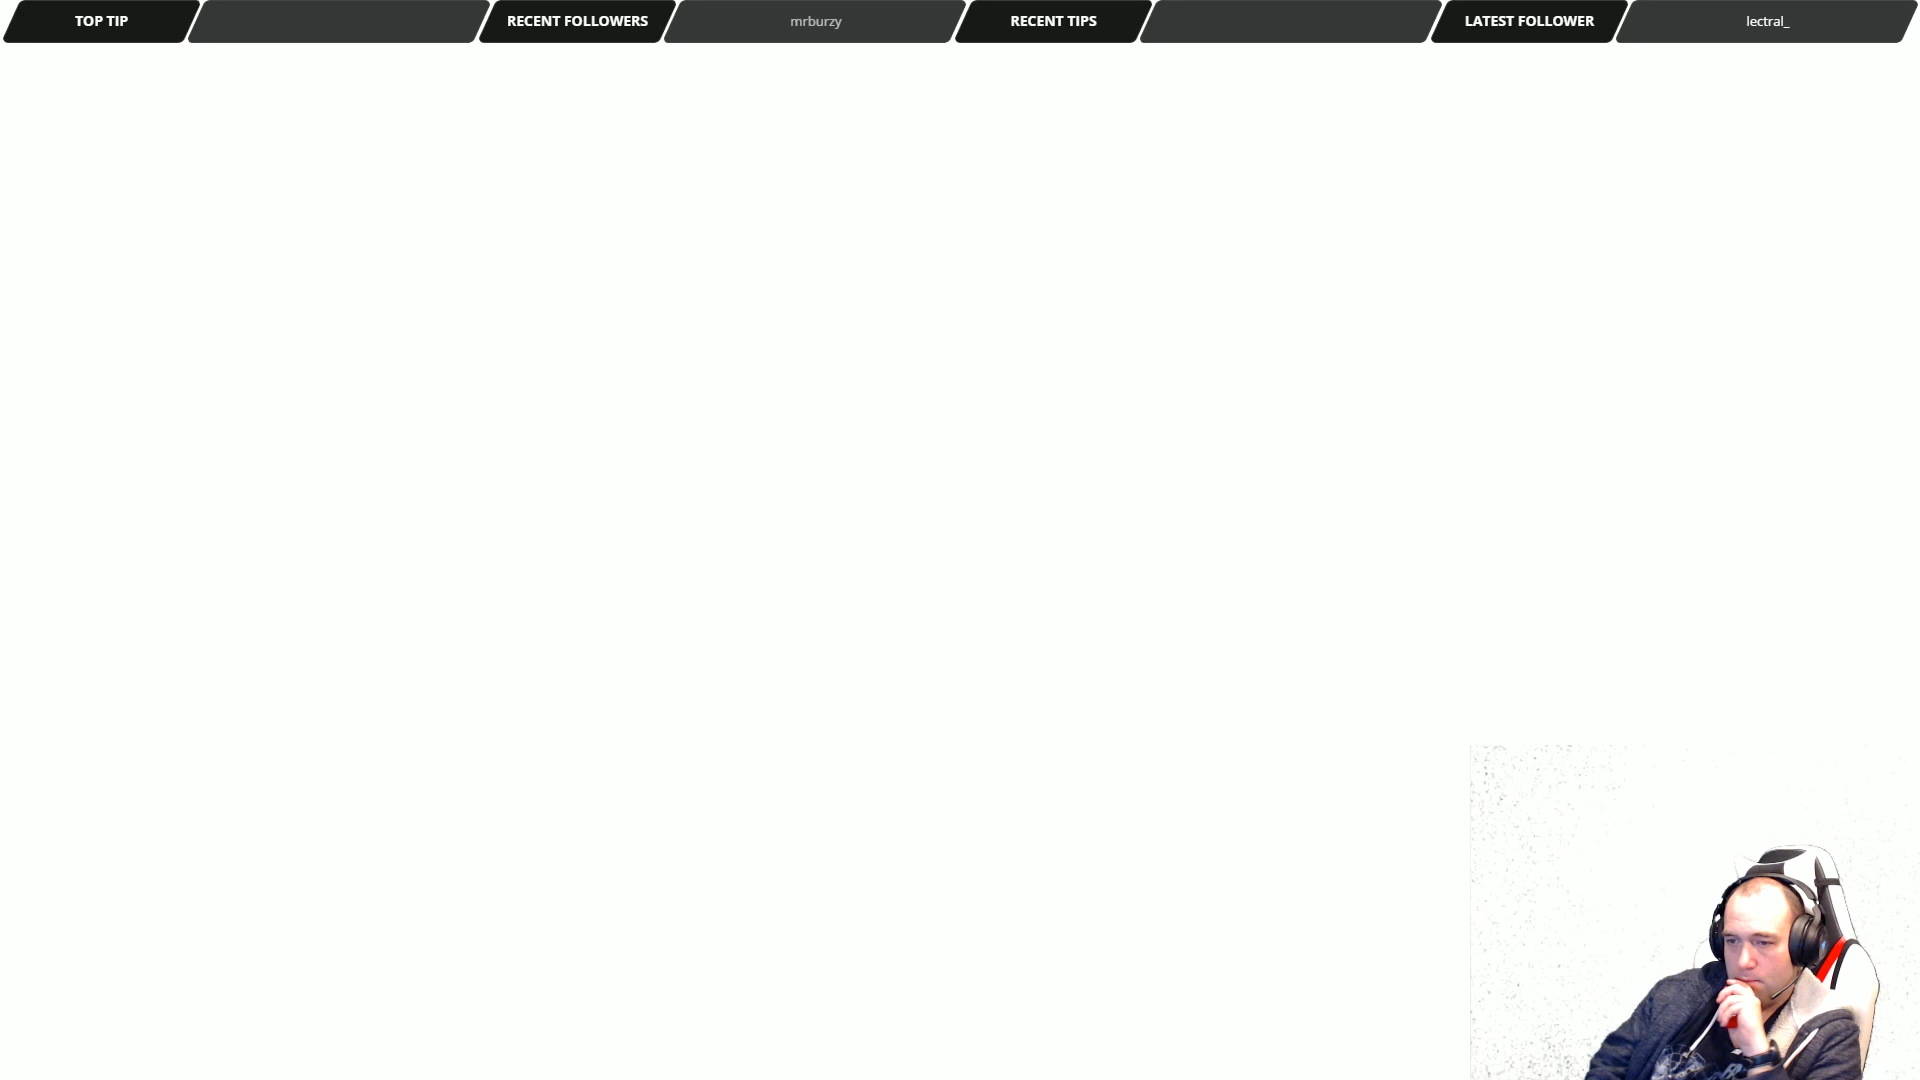 TOP TIP
RECENT FOLLOWERS
mrburzy
RECENT TIPS
LATEST FOLLOWER
lectral_